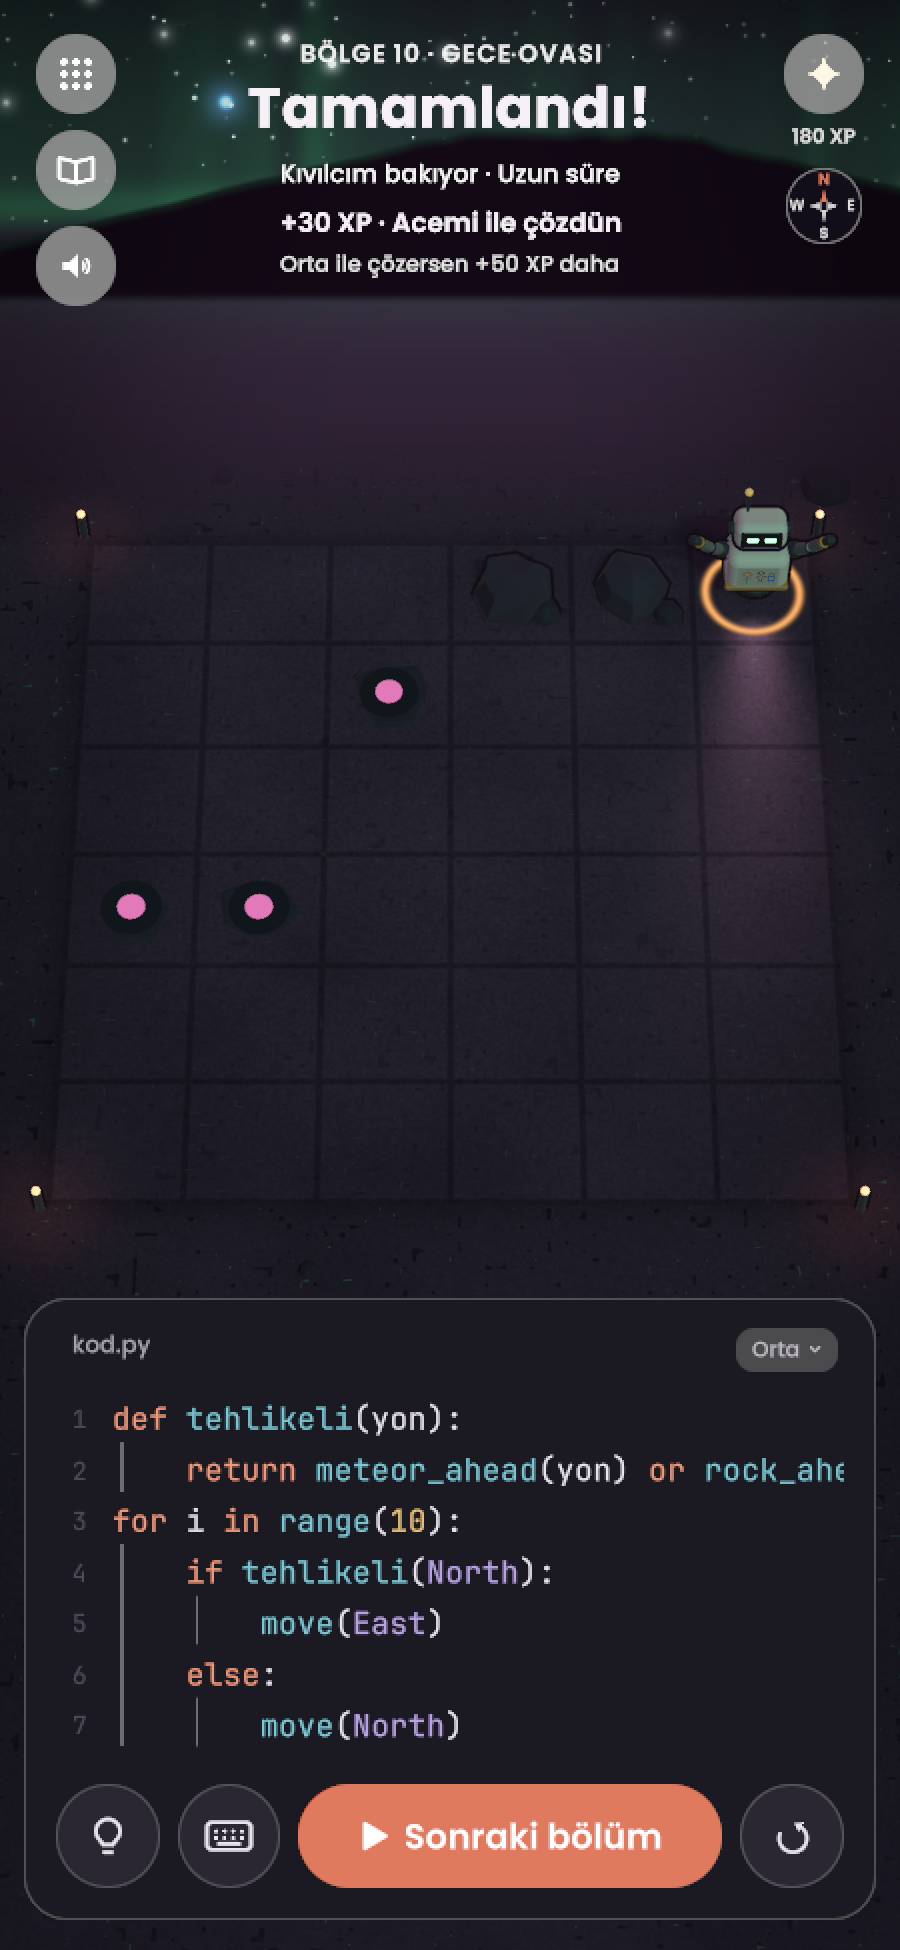 BÖLGE 10 · GECE OVASI
Tamamlandı!
Kıvılcım bakıyor · Uzun süre
+30 XP · Acemi ile çözdün
Orta ile çözersen +50 XP daha
180 XP
N
W E
S
kod.py
Orta
1 def tehlikeli(yon):
2 return meteor_ahead(yon) or rock_ahe
3 for i in range(10):
4 if tehlikeli(North):
5 move(East)
6 else:
7 move(North)
Sonraki bölüm